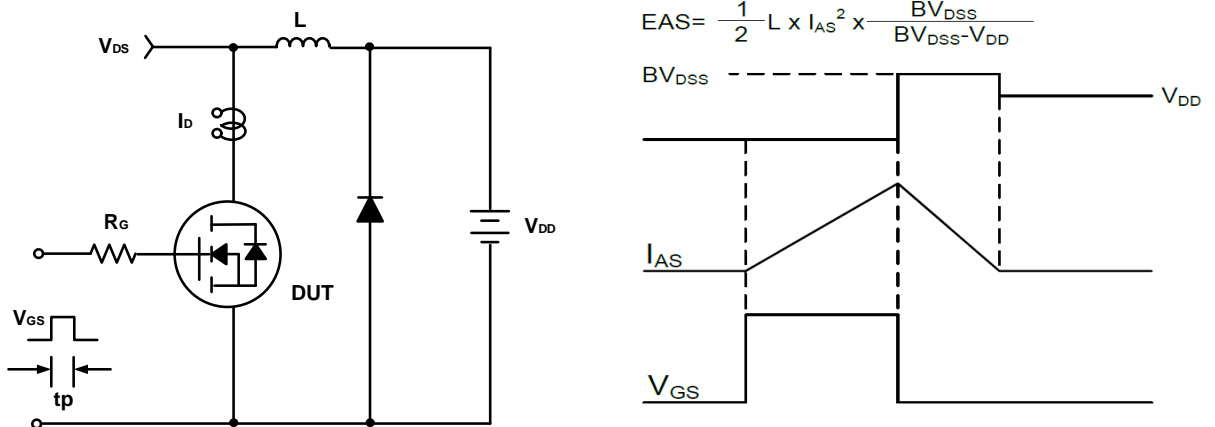 L
VDS
ID
RG
VDD
DUT
VGS
tp
EAS= 1/2 L x IAS² x BVDSS/BVDSS-VDD
BVDSS
VDD
IAS
VGS